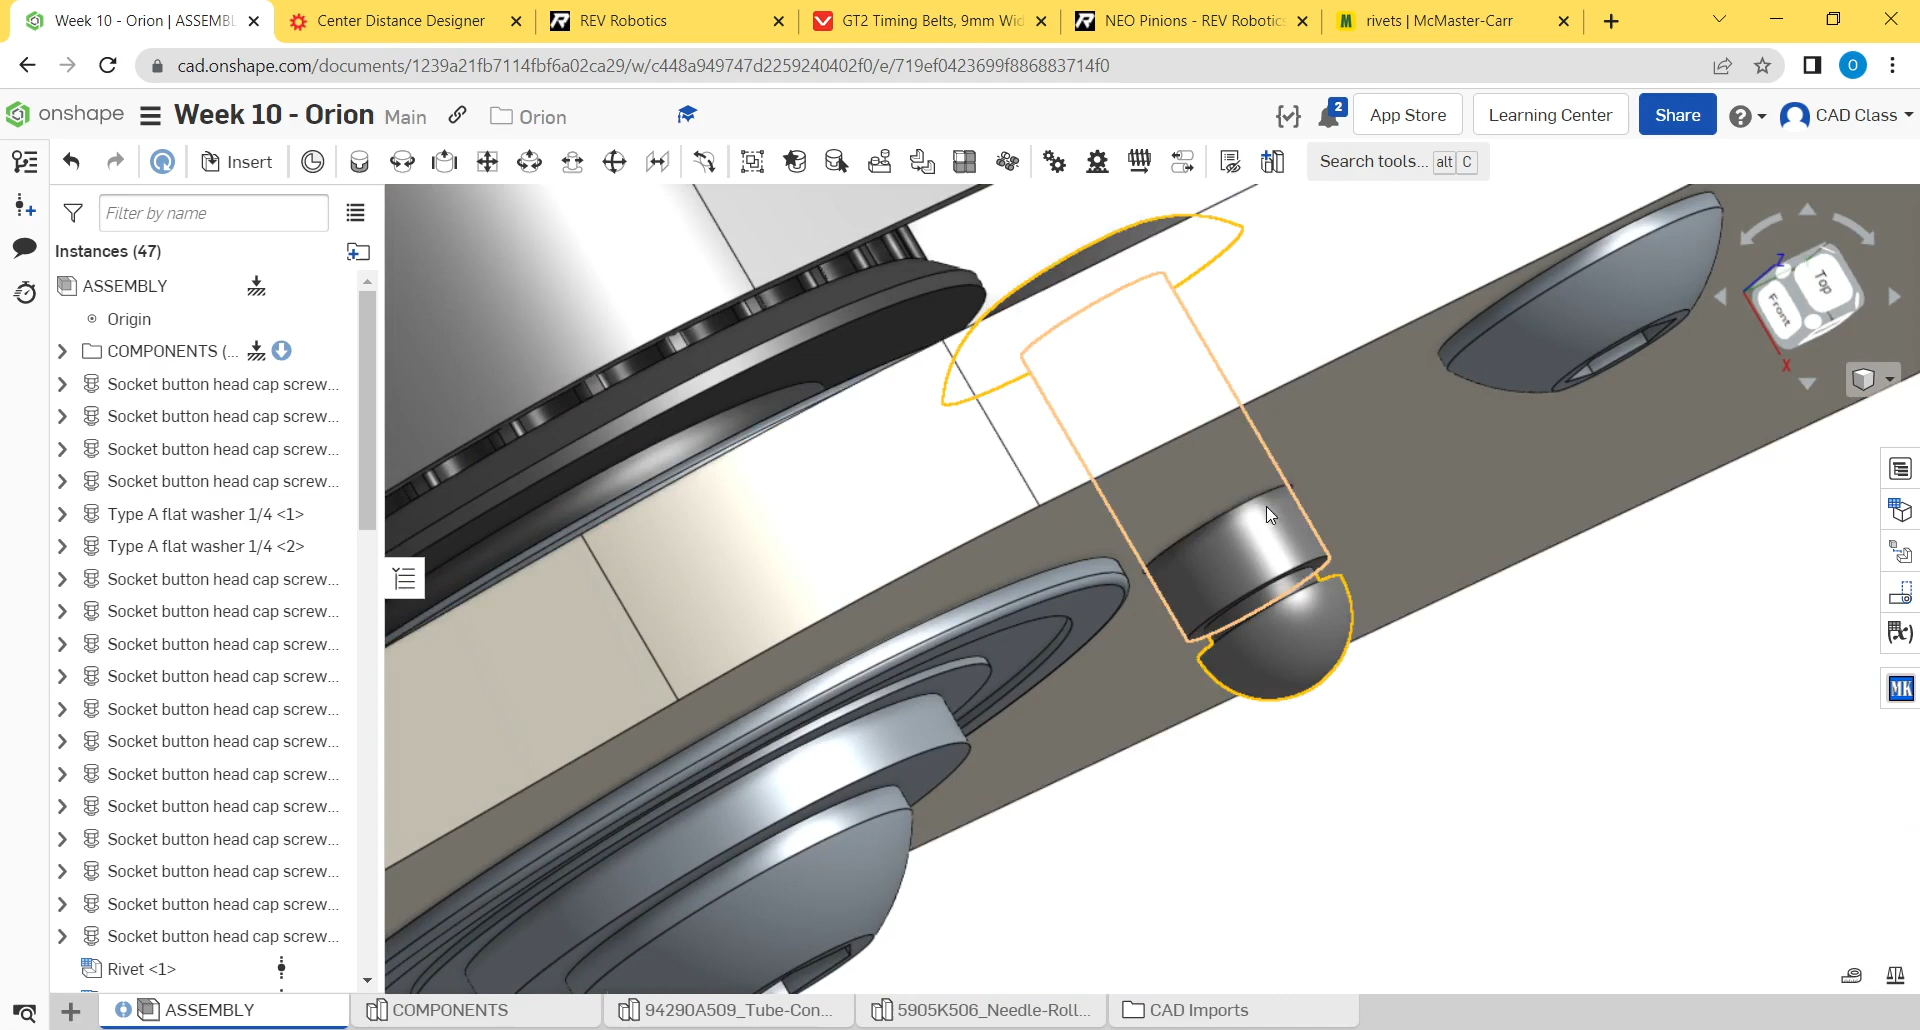 Week 10 - Orion | ASSEMBL
Center Distance Designer
REV Robotics
GT2 Timing Belts, 9mm Wid
NEO Pinions - REV Robotics
rivets | McMaster-Carr
cad.onshape.com/documents/1239a21fb7114fbf6a02ca29/w/c448a949747d2259240402f0/e/719ef0423699f886883714f0
O
onshape
Week 10 - Orion Main
Orion
2
App Store
Learning Center
Share
CAD Class
Insert
Search tools... alt C
Filter by name
Instances (47)
ASSEMBLY
Origin
COMPONENTS (...
Socket button head cap screw...
Socket button head cap screw...
Socket button head cap screw...
Socket button head cap screw...
Type A flat washer 1/4 <1>
Type A flat washer 1/4 <2>
Socket button head cap screw...
Socket button head cap screw...
Socket button head cap screw...
Socket button head cap screw...
Socket button head cap screw...
Socket button head cap screw...
Socket button head cap screw...
Socket button head cap screw...
Socket button head cap screw...
Socket button head cap screw...
Socket button head cap screw...
Socket button head cap screw...
Rivet <1>
Z
Top
Front
X
(x)
MK
ASSEMBLY
COMPONENTS
94290A509_Tube-Con...
5905K506_Needle-Roll...
CAD Imports